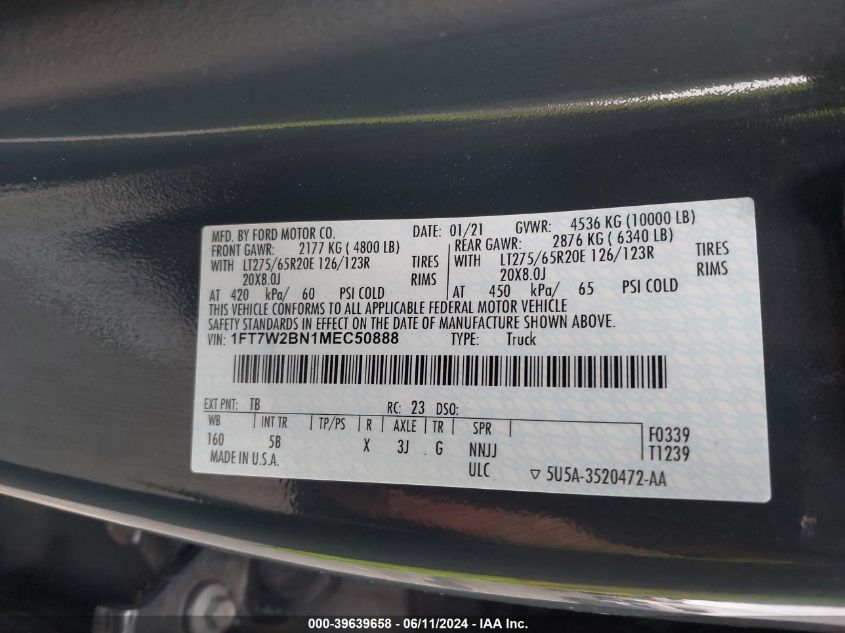 MFD. BY FORD MOTOR CO. DATE: 01/21 GVWR: 4536 KG (10000 LB)
FRONT GAWR: 2177 KG ( 4800 LB) REAR GAWR: 2876 KG ( 6340 LB)
WITH LT275/65R20E 126/123R TIRES WITH LT275/65R20E 126/123R TIRES
20X8.0J RIMS 20X8.0J RIMS
AT 420 kPa/ 60 PSI COLD AT 450 kPa/ 65 PSI COLD
THIS VEHICLE CONFORMS TO ALL APPLICABLE FEDERAL MOTOR VEHICLE
SAFETY STANDARDS IN EFFECT ON THE DATE OF MANUFACTURE SHOWN ABOVE.
VIN: 1FT7W2BN1MEC50888 TYPE: Truck
EXT PNT: TB RC: 23 DSO:
WB INT TR TP/PS R AXLE TR SPR F0339
160 5B X 3J G NNJJ T1239
MADE IN U.S.A. ULC ▽ 5U5A-3520472-AA
000-39639658 - 06/11/2024 - IAA Inc.